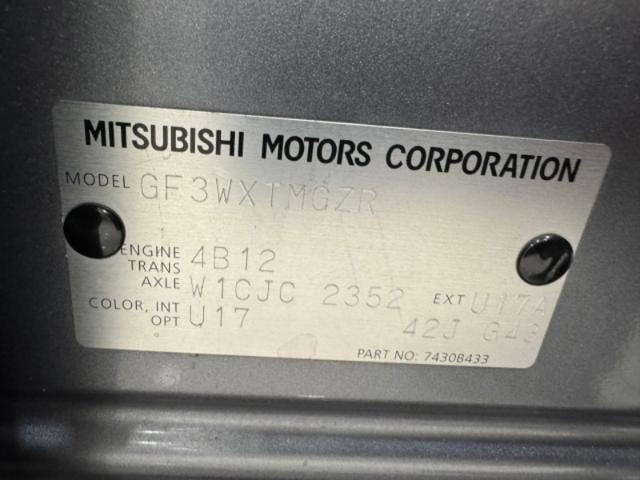 MITSUBISHI MOTORS CORPORATION
MODEL GF3WXTMGZR
ENGINE 4B12
TRANS
AXLE W1CJC 2352 EXT U17A
COLOR, INT U17 42J G43
OPT
PART NO: 7430B433